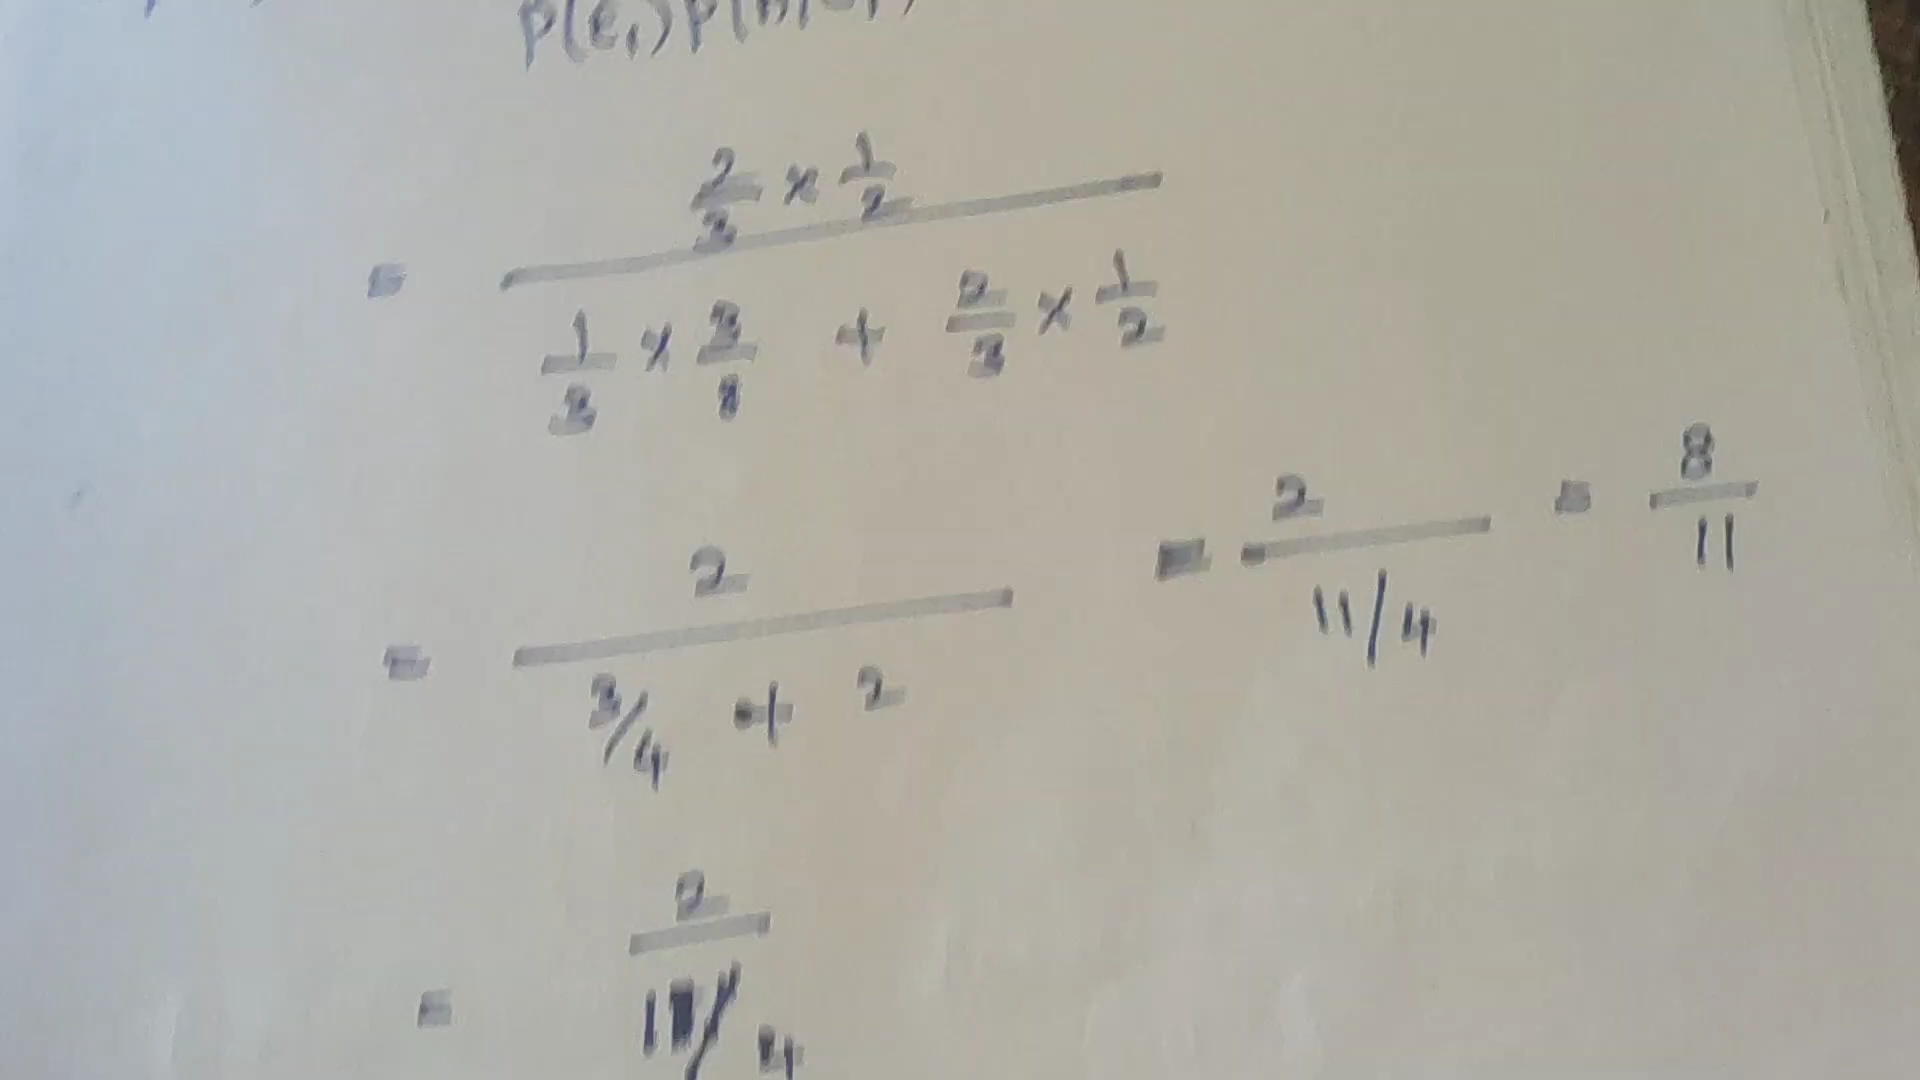 P(E₁) P(A|E₁)
= (2/3 × 1/2) / (1/3 × 3/8 + 2/3 × 1/2)
= 2 / (3/4 + 2) = 2 / (11/4) = 8/11
= 2 / (11/4)